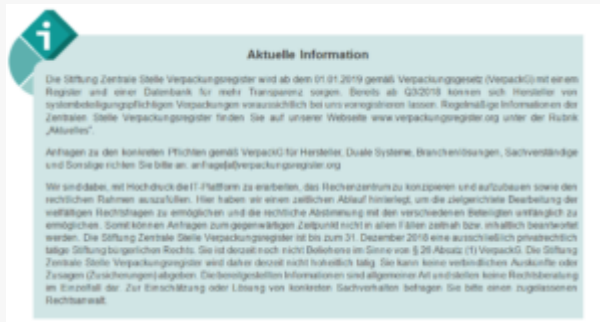 Aktuelle Information
Die Stiftung Zentrale Stelle Verpackungsregister wird ab dem 01.01.2019 gemäß Verpackungsgesetz (VerpackG) mit einem
Register und einer Datenbank für mehr Transparenz sorgen. Bereits ab Q3/2018 können sich Hersteller von
systembeteiligungspflichtigen Verpackungen voraussichtlich bei uns vorregistrieren lassen. Regelmäßige Informationen der
Zentralen Stelle Verpackungsregister finden Sie auf unserer Webseite www.verpackungsregister.org unter der Rubrik
„Aktuelles".
Anfragen zu den konkreten Pflichten gemäß VerpackG für Hersteller, Duale Systeme, Branchenlösungen, Sachverständige
und Sonstige richten Sie bitte an: anfrage[at]verpackungsregister.org
Wir sind dabei, mit Hochdruck die IT-Plattform zu erarbeiten, das Rechenzentrum zu konzipieren und aufzubauen sowie den
rechtlichen Rahmen auszufüllen. Hier haben wir einen zeitlichen Ablauf hinterlegt, um die zielgerichtete Bearbeitung der
vielfältigen Rechtsfragen zu ermöglichen und die rechtliche Abstimmung mit den verschiedenen Beteiligten umfänglich zu
ermöglichen. Somit können Anfragen zum gegenwärtigen Zeitpunkt nicht in allen Fällen zeitnah bzw. inhaltlich beantwortet
werden. Die Stiftung Zentrale Stelle Verpackungsregister ist bis zum 31. Dezember 2018 eine ausschließlich privatrechtlich
tätige Stiftung bürgerlichen Rechts. Sie ist derzeit noch nicht Beliehene im Sinne von § 26 Absatz (1) VerpackG. Die Stiftung
Zentrale Stelle Verpackungsregister wird daher derzeit nicht hoheitlich tätig. Sie kann keine verbindlichen Auskünfte oder
Zusagen (Zusicherungen) abgeben. Die bereitgestellten Informationen sind allgemeiner Art und stellen keine Rechtsberatung
im Einzelfall dar. Zur Einschätzung oder Lösung von konkreten Sachverhalten befragen Sie bitte einen zugelassenen
Rechtsanwalt.